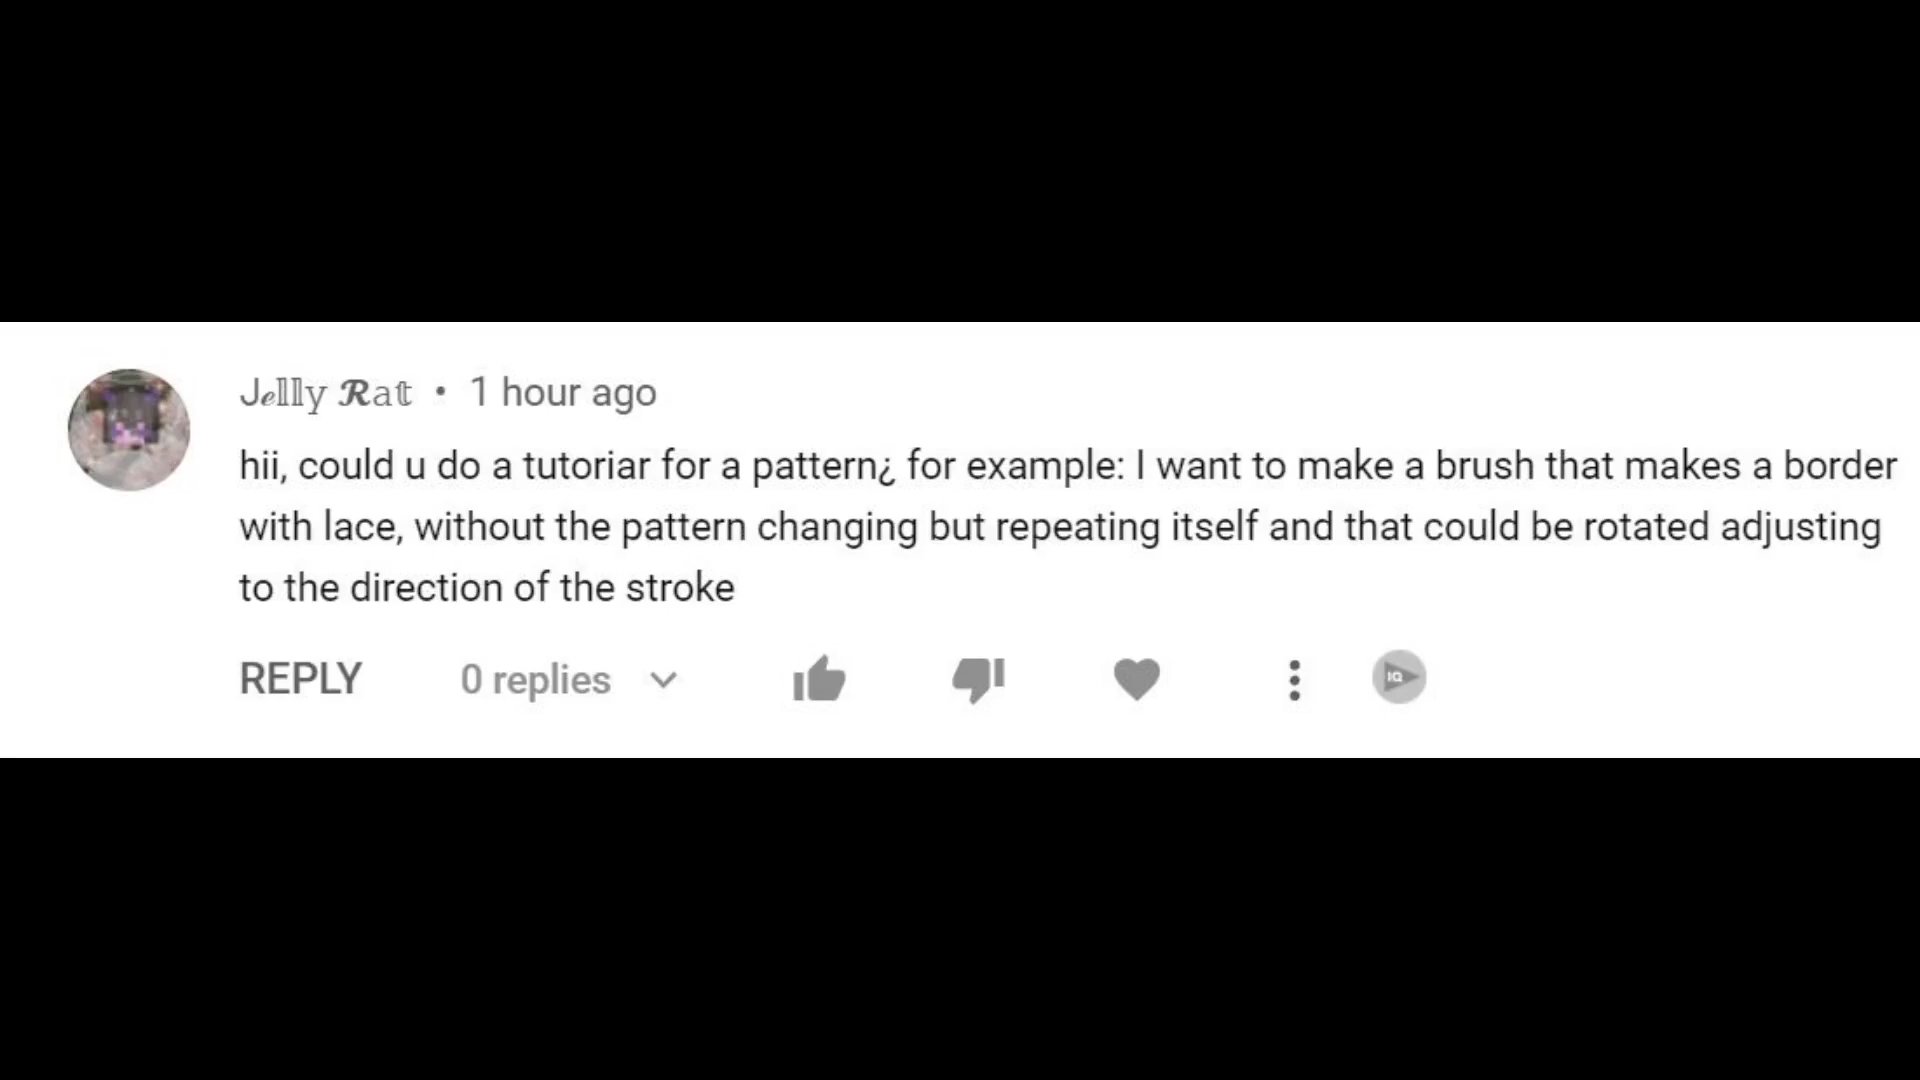 J𝑒𝕝𝕝y 𝓡a𝕥 • 1 hour ago
hii, could u do a tutoriar for a pattern¿ for example: I want to make a brush that makes a border
with lace, without the pattern changing but repeating itself and that could be rotated adjusting
to the direction of the stroke
REPLY 0 replies IQ